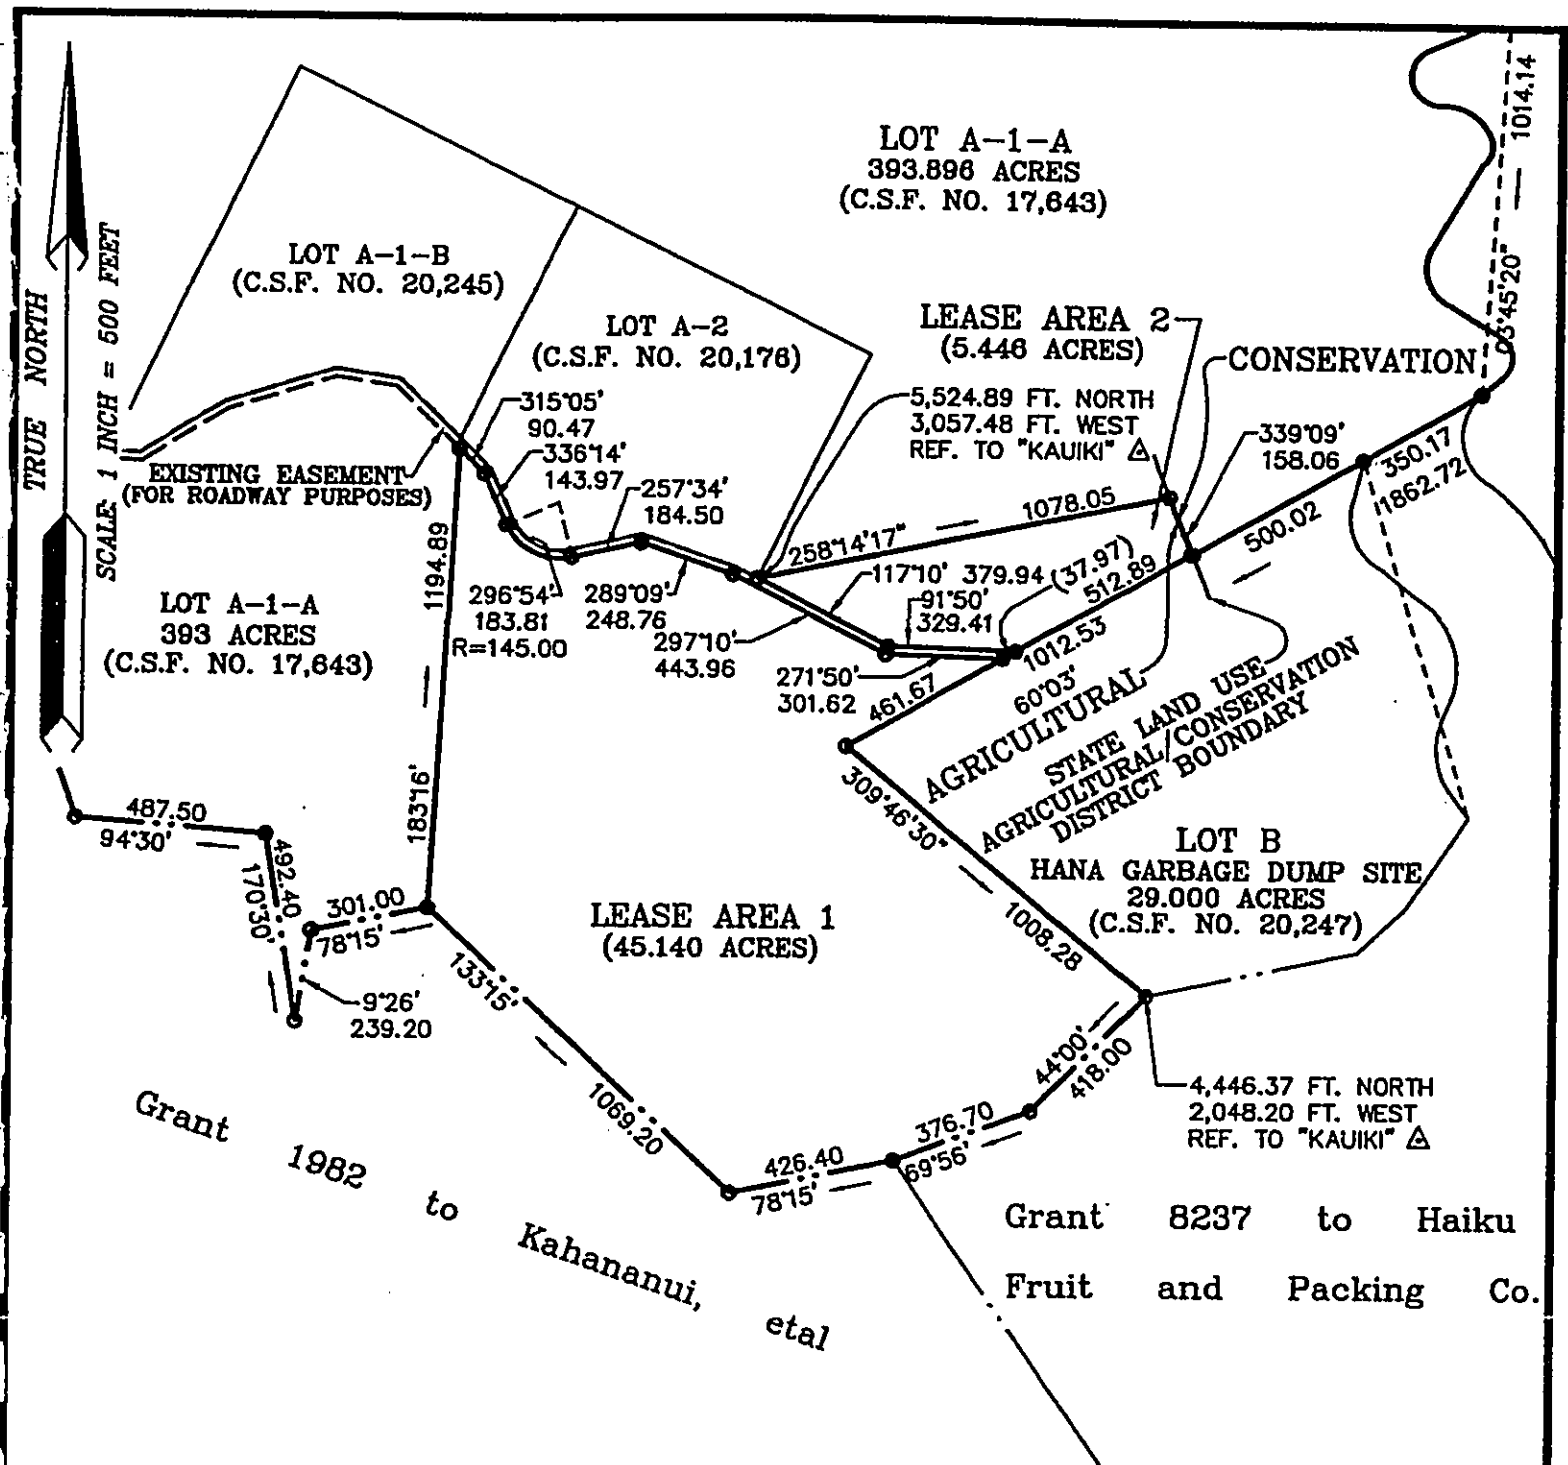 LOT A-1-A
393.896 ACRES
(C.S.F. NO. 17,643)
1014.14
93°45'20"
TRUE NORTH
SCALE 1 INCH = 500 FEET
LOT A-1-B
(C.S.F. NO. 20,245)
LOT A-2
(C.S.F. NO. 20,176)
LEASE AREA 2
(5.446 ACRES)
CONSERVATION
5,524.89 FT. NORTH
3,057.48 FT. WEST
REF. TO "KAUIKI"
339°09'
158.06
350.17
1862.72
500.02
315°05'
90.47
336°14'
143.97
257°34'
184.50
EXISTING EASEMENT
(FOR ROADWAY PURPOSES)
1078.05
258°14'17"
1194.89
183°16'
296°54'
183.81
R=145.00
289°09'
248.76
297°10'
443.96
117°10' 379.94
(37.97)
512.89
91°50'
329.41
271°50'
301.62
1012.53
60°03'
461.67
LOT A-1-A
393 ACRES
(C.S.F. NO. 17,643)
AGRICULTURAL
STATE LAND USE
AGRICULTURAL/CONSERVATION
DISTRICT BOUNDARY
309°46'30"
1008.28
487.50
94°30'
492.40
170°30'
301.00
78°15'
9°26'
239.20
LEASE AREA 1
(45.140 ACRES)
LOT B
HANA GARBAGE DUMP SITE
29.000 ACRES
(C.S.F. NO. 20,247)
133°15'
1069.20
44°00'
418.00
376.70
69°56'
426.40
78°15'
4,446.37 FT. NORTH
2,048.20 FT. WEST
REF. TO "KAUIKI"
Grant 1982 to Kahananui, etal
Grant 8237 to Haiku
Fruit and Packing Co.